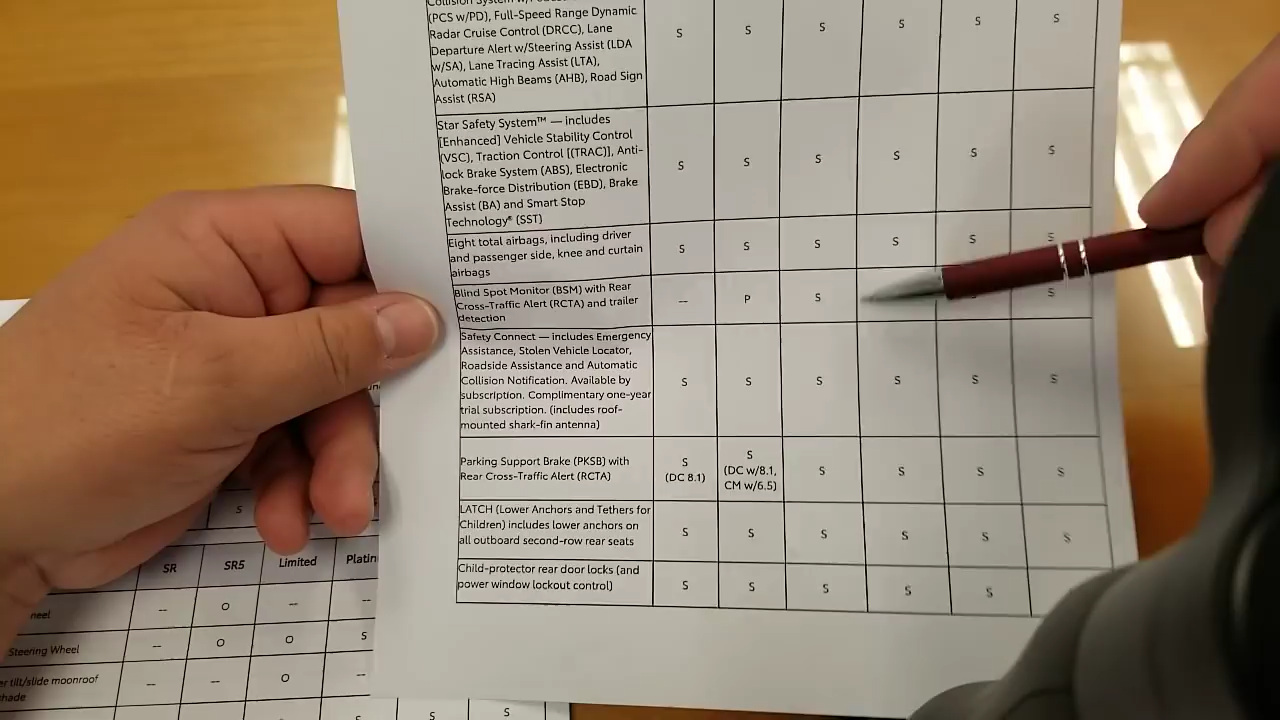 Collision System w/
(PCS w/PD), Full-Speed Range Dynamic
Radar Cruise Control (DRCC), Lane
Departure Alert w/Steering Assist (LDA
w/SA), Lane Tracing Assist (LTA),
Automatic High Beams (AHB), Road Sign
Assist (RSA)
S S S S S S
Star Safety System™ — includes
[Enhanced] Vehicle Stability Control
(VSC), Traction Control [(TRAC)], Anti-
lock Brake System (ABS), Electronic
Brake-force Distribution (EBD), Brake
Assist (BA) and Smart Stop
Technology® (SST)
S S S S S S
Eight total airbags, including driver
and passenger side, knee and curtain
airbags
S S S S S S
Blind Spot Monitor (BSM) with Rear
Cross-Traffic Alert (RCTA) and trailer
detection
-- P S S
Safety Connect — includes Emergency
Assistance, Stolen Vehicle Locator,
Roadside Assistance and Automatic
Collision Notification. Available by
subscription. Complimentary one-year
trial subscription. (includes roof-
mounted shark-fin antenna)
S S S S S S
Parking Support Brake (PKSB) with
Rear Cross-Traffic Alert (RCTA)
S
(DC 8.1)
S
(DC w/8.1,
CM w/6.5)
S S S S
LATCH (Lower Anchors and Tethers for
Children) includes lower anchors on
all outboard second-row rear seats
S S S S S S
Child-protector rear door locks (and
power window lockout control)
S S S S S
S
SR SR5 Limited
-- O -- --
Steering Wheel -- O O S
tilt/slide moonroof
-- -- O --
S S S